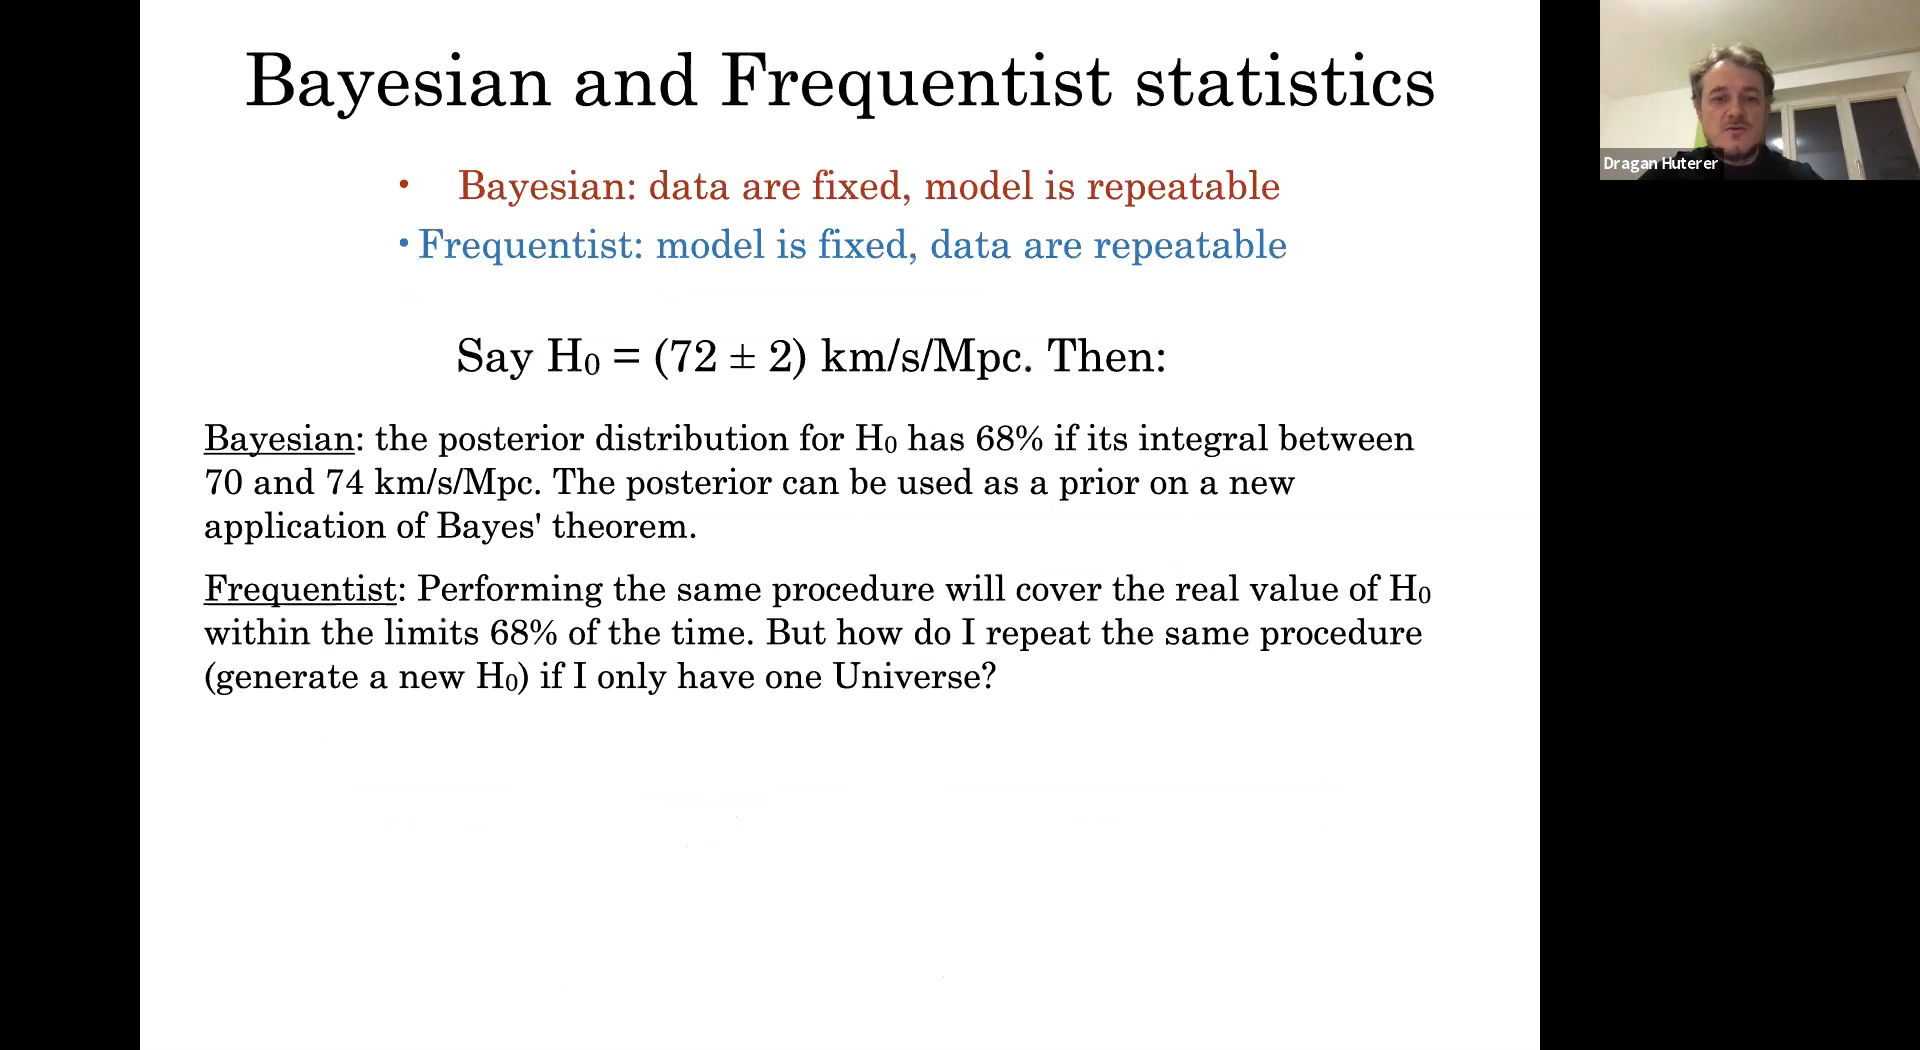 Bayesian and Frequentist statistics
• Bayesian: data are fixed, model is repeatable
• Frequentist: model is fixed, data are repeatable
Say H₀ = (72 ± 2) km/s/Mpc. Then:
Bayesian: the posterior distribution for H₀ has 68% if its integral between
70 and 74 km/s/Mpc. The posterior can be used as a prior on a new
application of Bayes' theorem.
Frequentist: Performing the same procedure will cover the real value of H₀
within the limits 68% of the time. But how do I repeat the same procedure
(generate a new H₀) if I only have one Universe?
Dragan Huterer